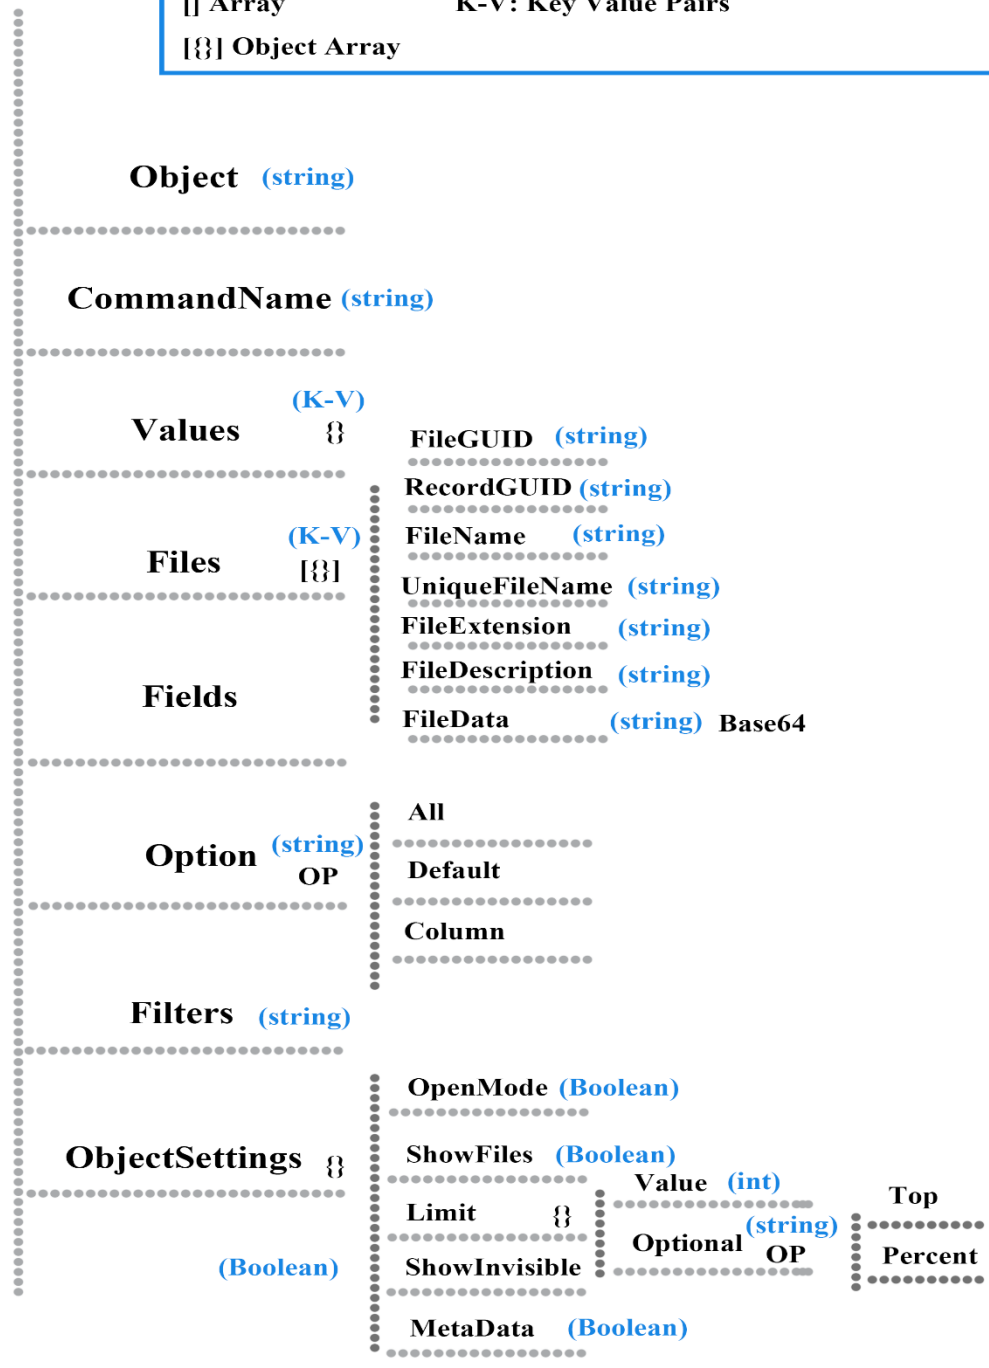 [] Array K-V: Key Value Pairs
[{}] Object Array
Object (string)
CommandName (string)
(K-V)
Values {}
FileGUID (string)
RecordGUID (string)
(K-V)
FileName (string)
Files [{}]
UniqueFileName (string)
FileExtension (string)
FileDescription (string)
Fields
FileData (string) Base64
All
Option (string)
OP
Default
Column
Filters (string)
OpenMode (Boolean)
ObjectSettings {}
ShowFiles (Boolean)
Value (int)
Top
Limit {}
(string)
Optional OP
Percent
(Boolean)
ShowInvisible
MetaData (Boolean)